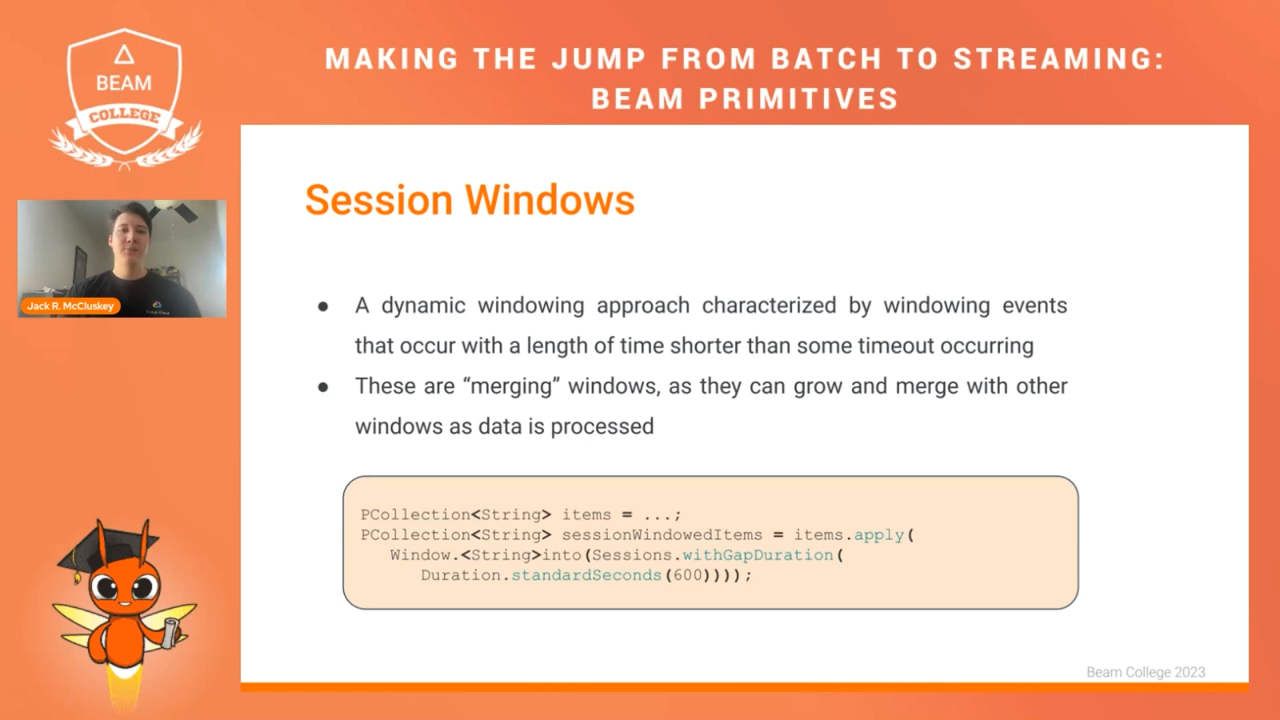 BEAM
COLLEGE
MAKING THE JUMP FROM BATCH TO STREAMING:
BEAM PRIMITIVES
Jack R. McCluskey
Session Windows
● A dynamic windowing approach characterized by windowing events
that occur with a length of time shorter than some timeout occurring
● These are “merging” windows, as they can grow and merge with other
windows as data is processed
PCollection<String> items = ...;
PCollection<String> sessionWindowedItems = items.apply(
Window.<String>into(Sessions.withGapDuration(
Duration.standardSeconds(600))));
Beam College 2023